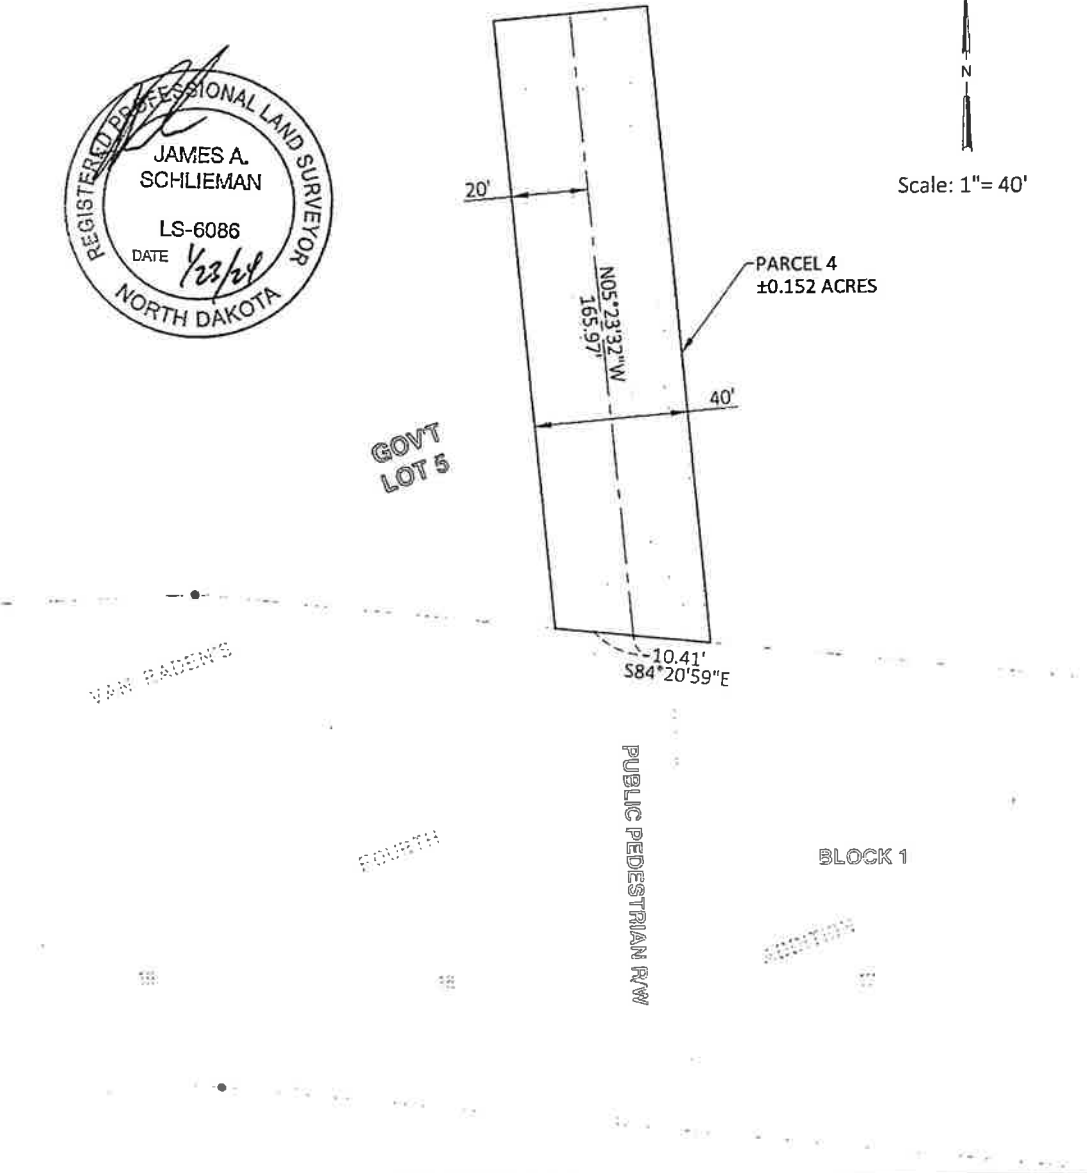 REGISTERED PROFESSIONAL LAND SURVEYOR
JAMES A.
SCHLIEMAN
LS-6086
DATE 1/23/24
NORTH DAKOTA
N
Scale: 1"= 40'
20'
PARCEL 4
±0.152 ACRES
N05°23'32"W
165.97'
40'
GOV'T
LOT 5
10.41'
S84°20'59"E
VAN RADEN'S
PUBLIC PEDESTRIAN R/W
FOURTH
BLOCK 1
ADDITION